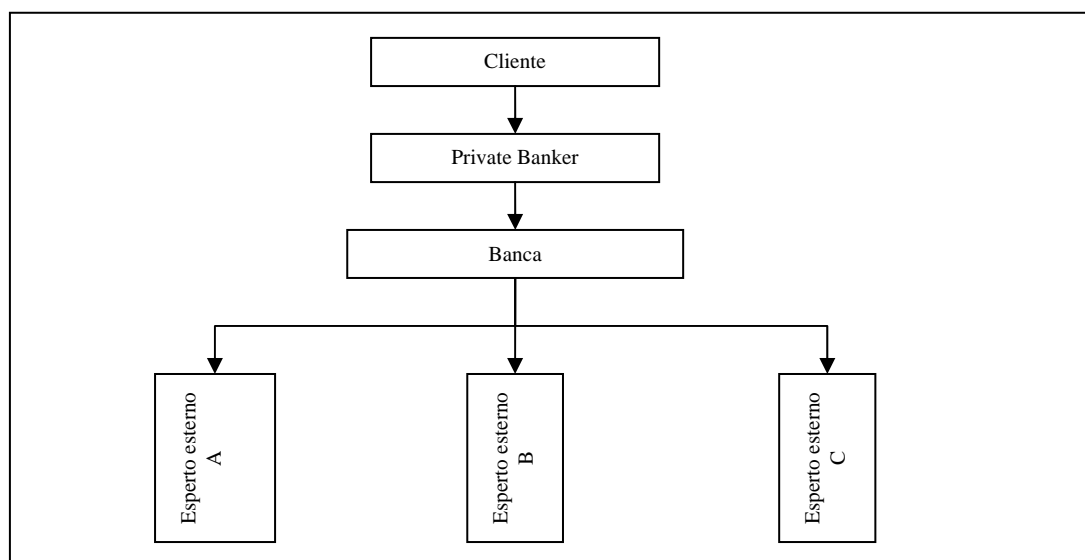 Cliente
Private Banker
Banca
Esperto esterno
A
Esperto esterno
B
Esperto esterno
C